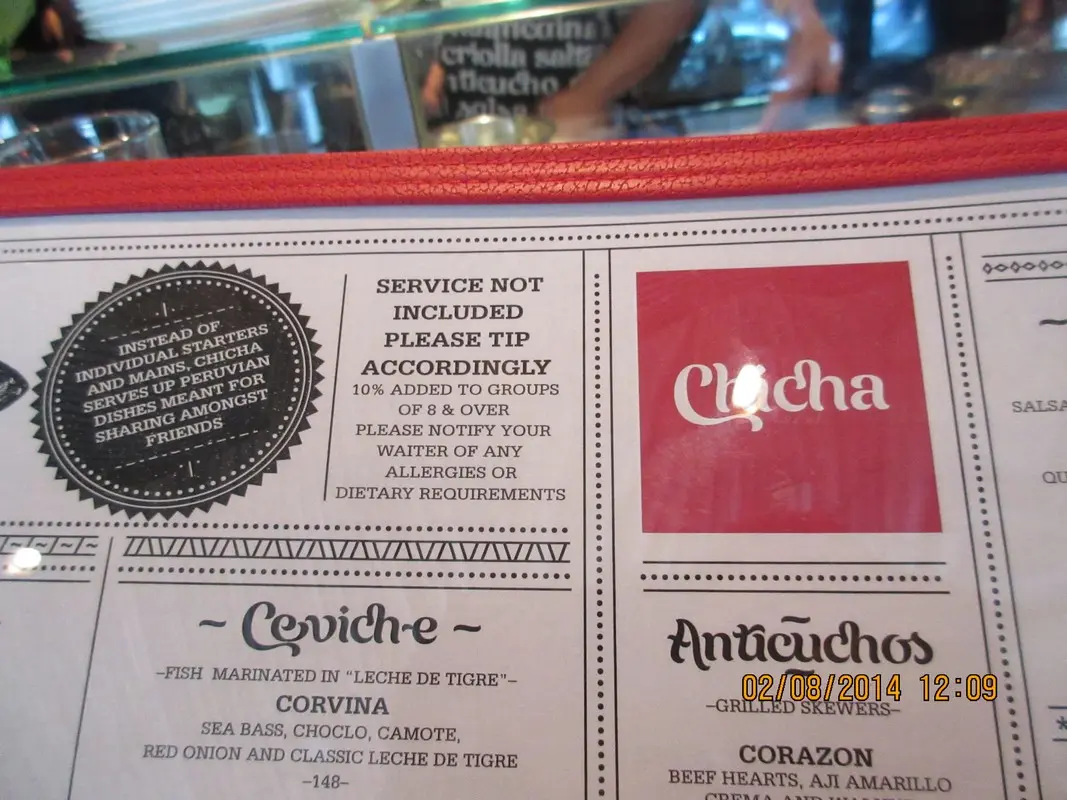 criolla
INSTEAD OF
INDIVIDUAL STARTERS
AND MAINS, CHICHA
SERVES UP PERUVIAN
DISHES MEANT FOR
SHARING AMONGST
FRIENDS
SERVICE NOT
INCLUDED
PLEASE TIP
ACCORDINGLY
10% ADDED TO GROUPS
OF 8 & OVER
PLEASE NOTIFY YOUR
WAITER OF ANY
ALLERGIES OR
DIETARY REQUIREMENTS
Chicha
~ Ceviche ~
–FISH MARINATED IN “LECHE DE TIGRE”–
CORVINA
SEA BASS, CHOCLO, CAMOTE,
RED ONION AND CLASSIC LECHE DE TIGRE
–148–
Anticuchos
–GRILLED SKEWERS–
CORAZON
BEEF HEARTS, AJI AMARILLO
CREMA AND
SALSA
02/08/2014 12:09